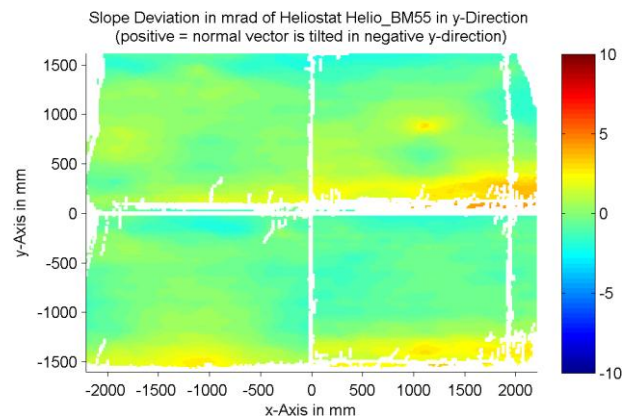 Slope Deviation in mrad of Heliostat Helio_BM55 in y-Direction
(positive = normal vector is tilted in negative y-direction)
1500
1000
500
0
-500
-1000
-1500
y-Axis in mm
-2000 -1500 -1000 -500 0 500 1000 1500 2000
x-Axis in mm
10
5
0
-5
-10